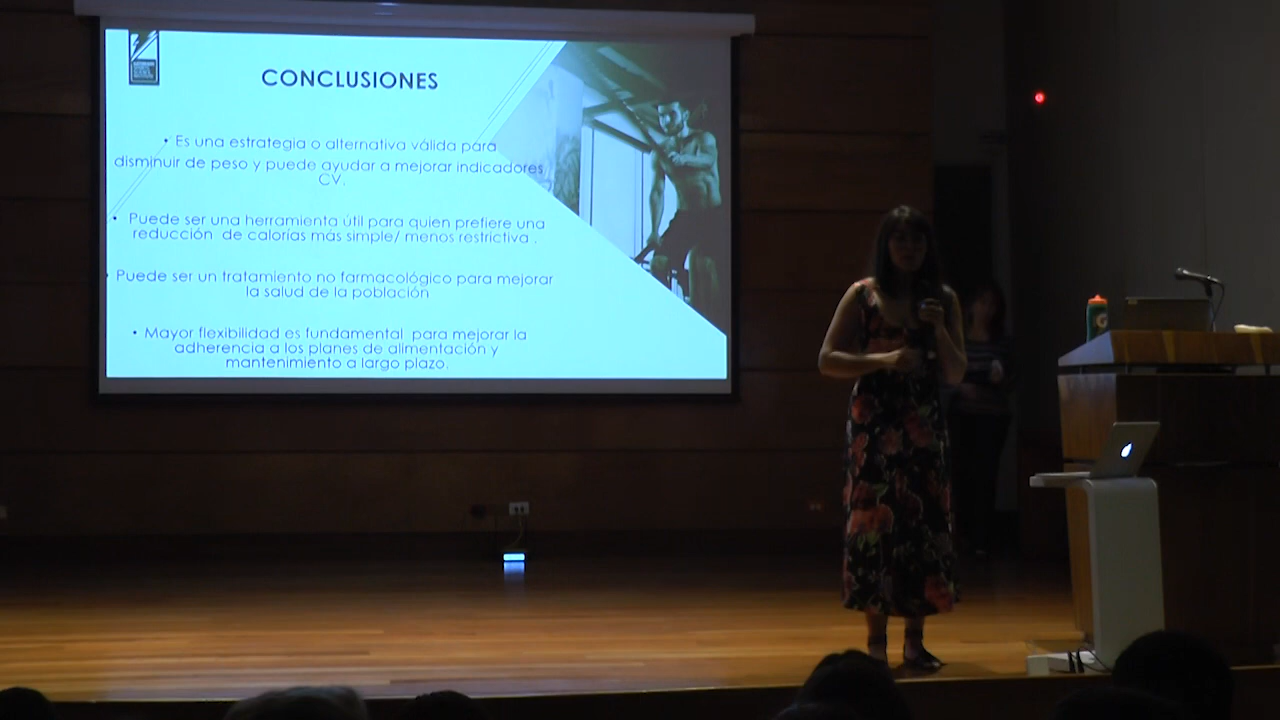 CONCLUSIONES
• Es una estrategia o alternativa válida para
disminuir de peso y puede ayudar a mejorar indicadores
CV.
• Puede ser una herramienta útil para quien prefiere una
reducción de calorías más simple/ menos restrictiva .
• Puede ser un tratamiento no farmacológico para mejorar
la salud de la población
• Mayor flexibilidad es fundamental para mejorar la
adherencia a los planes de alimentación y
mantenimiento a largo plazo.